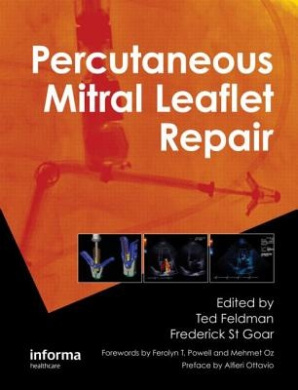 Percutaneous
Mitral Leaflet
Repair
Edited by
Ted Feldman
Frederick St Goar
informa
healthcare
Forewords by Ferolyn T, Powell and Mehmet Oz
Preface by Alfieri Ottavio